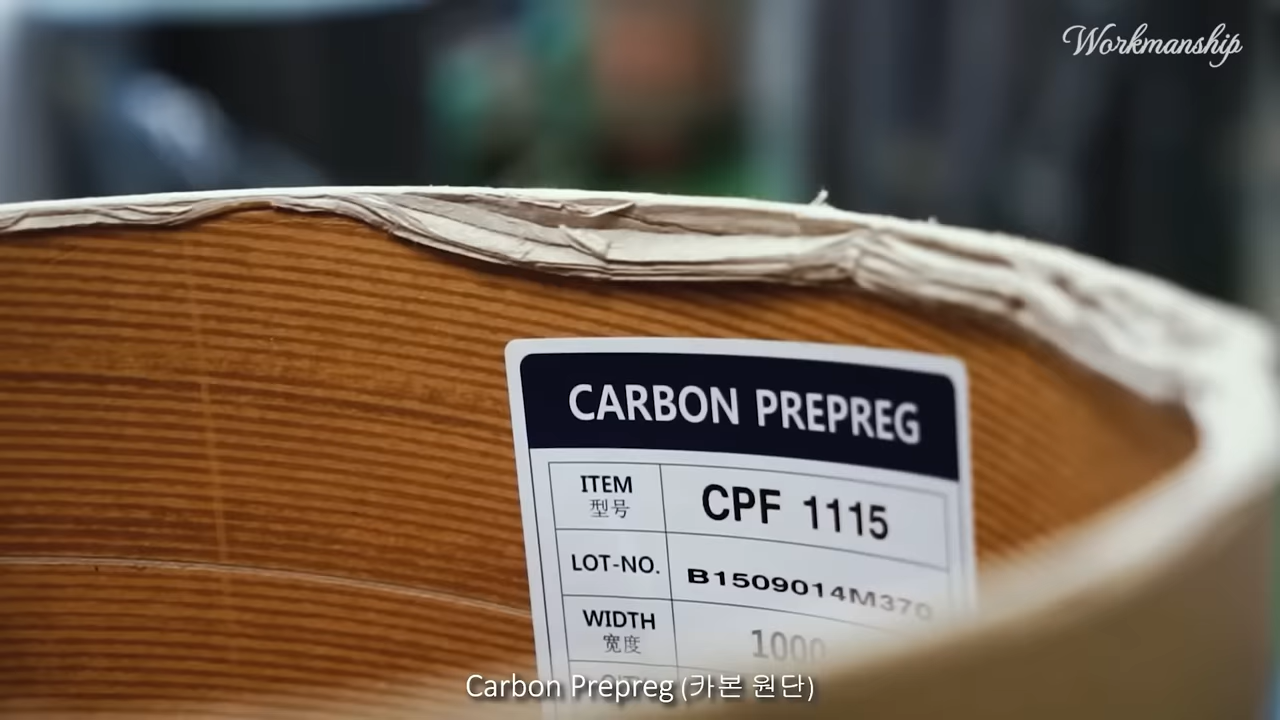 Workmanship
CARBON PREPREG
ITEM
型号
CPF 1115
LOT-NO.
B1509014M370
WIDTH
宽度
1000
Carbon Prepreg (카본 원단)